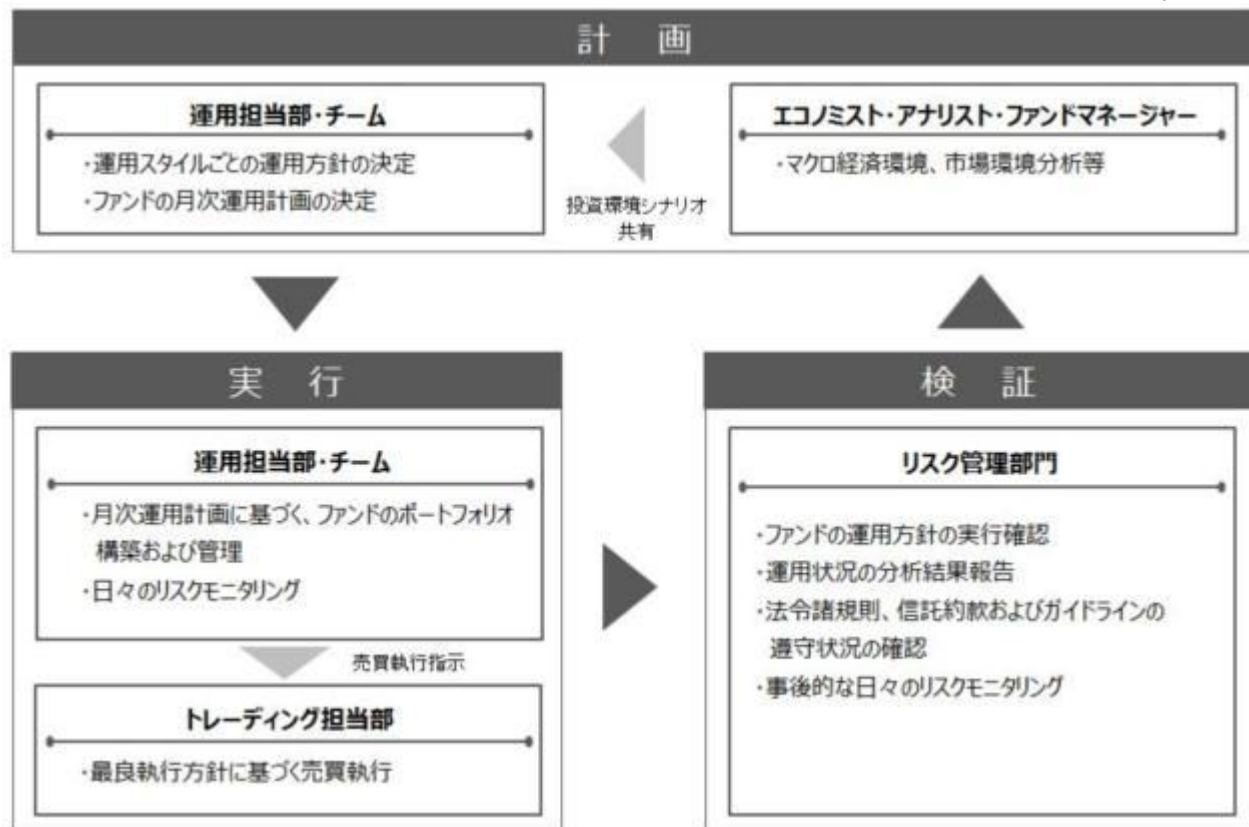 計 画
運用担当部・チーム
・運用スタイルごとの運用方針の決定
・ファンドの月次運用計画の決定
投資環境シナリオ
共有
エコノミスト・アナリスト・ファンドマネージャー
・マクロ経済環境、市場環境分析等
実 行
運用担当部・チーム
・月次運用計画に基づく、ファンドのポートフォリオ
構築および管理
・日々のリスクモニタリング
売買執行指示
トレーディング担当部
・最良執行方針に基づく売買執行
検 証
リスク管理部門
・ファンドの運用方針の実行確認
・運用状況の分析結果報告
・法令諸規則、信託約款およびガイドラインの
遵守状況の確認
・事後的な日々のリスクモニタリング